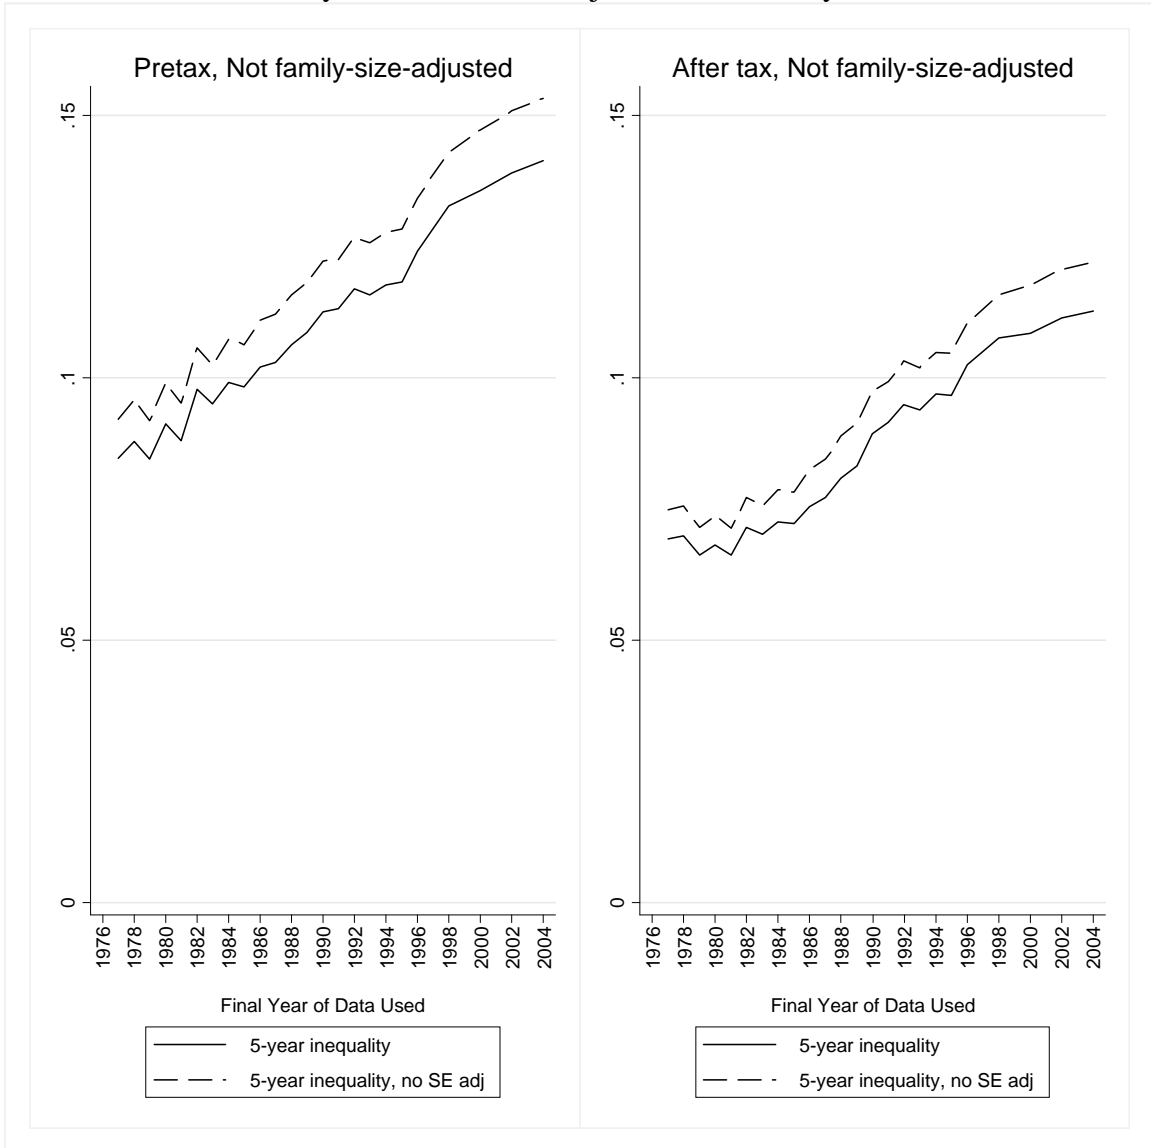 Pretax, Not family-size-adjusted
.15
.1
.05
0
1976 1978 1980 1982 1984 1986 1988 1990 1992 1994 1996 1998 2000 2002 2004
Final Year of Data Used
5-year inequality
5-year inequality, no SE adj
After tax, Not family-size-adjusted
.15
.1
.05
0
1976 1978 1980 1982 1984 1986 1988 1990 1992 1994 1996 1998 2000 2002 2004
Final Year of Data Used
5-year inequality
5-year inequality, no SE adj